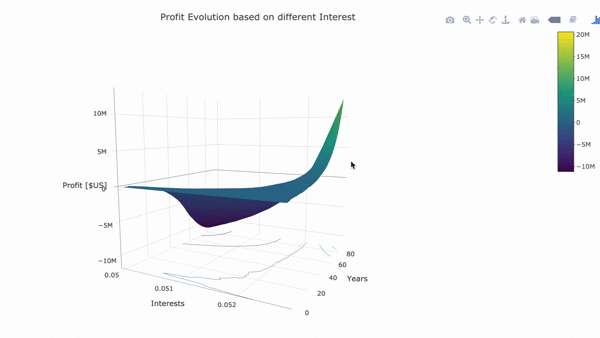 Profit Evolution based on different Interest
20M
15M
10M
5M
0
−5M
−10M
10M
5M
Profit [$US]
0
−5M
−10M
0.05
0.051
0.052
Interests
80
60
40
20
0
Years